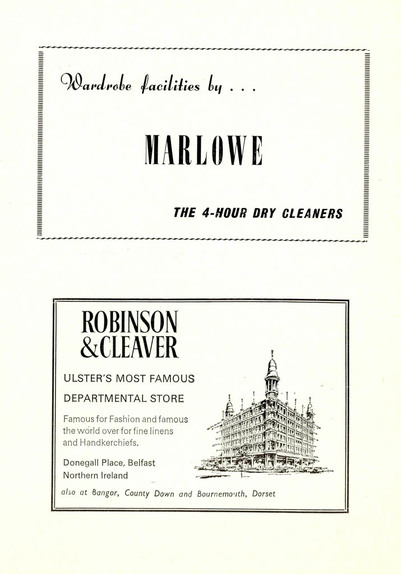 Wardrobe facilities by . . .
MARLOWE
THE 4-HOUR DRY CLEANERS
ROBINSON
&CLEAVER
ULSTER'S MOST FAMOUS
DEPARTMENTAL STORE
Famous for Fashion and famous
the world over for fine linens
and Handkerchiefs.
Donegall Place, Belfast
Northern Ireland
also at Bangor, County Down and Bournemouth, Dorset